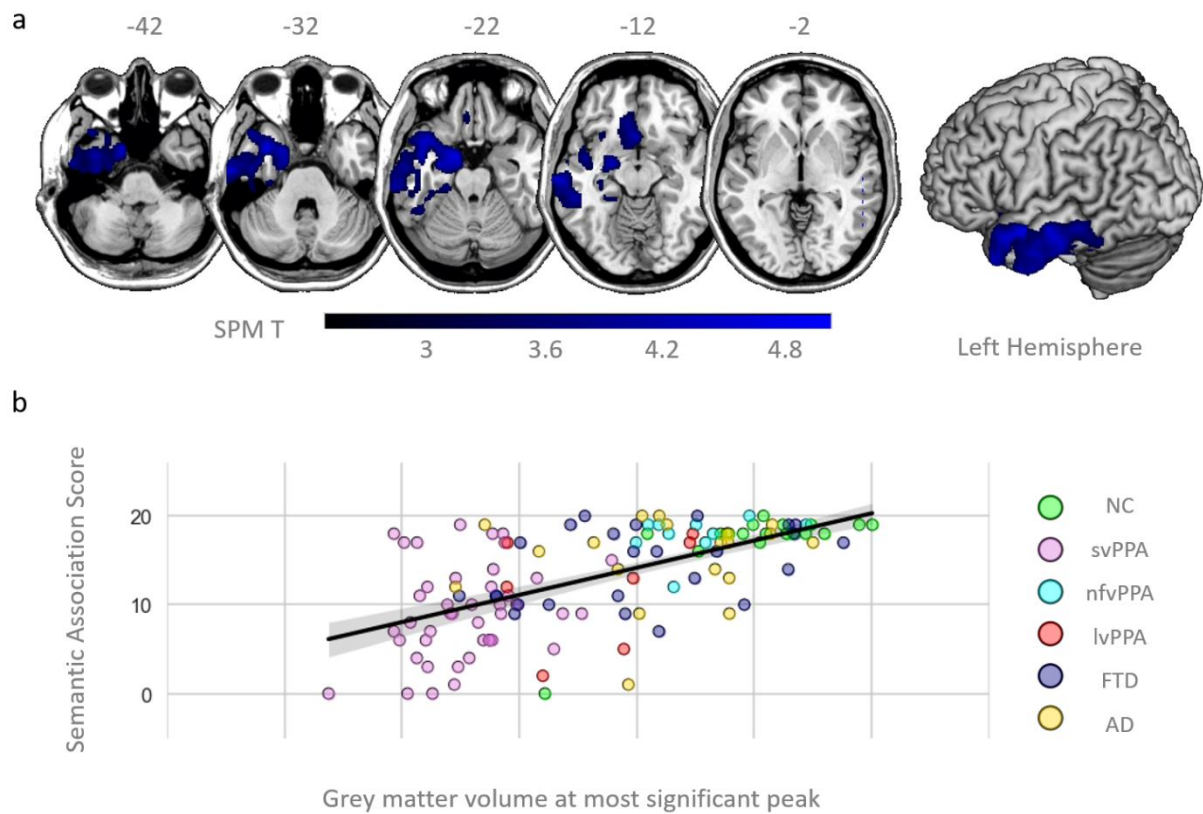 a
-42 -32 -22 -12 -2
SPM T
3 3.6 4.2 4.8
Left Hemisphere
b
Semantic Association Score
20
10
0
NC
svPPA
nfvPPA
lvPPA
FTD
AD
Grey matter volume at most significant peak